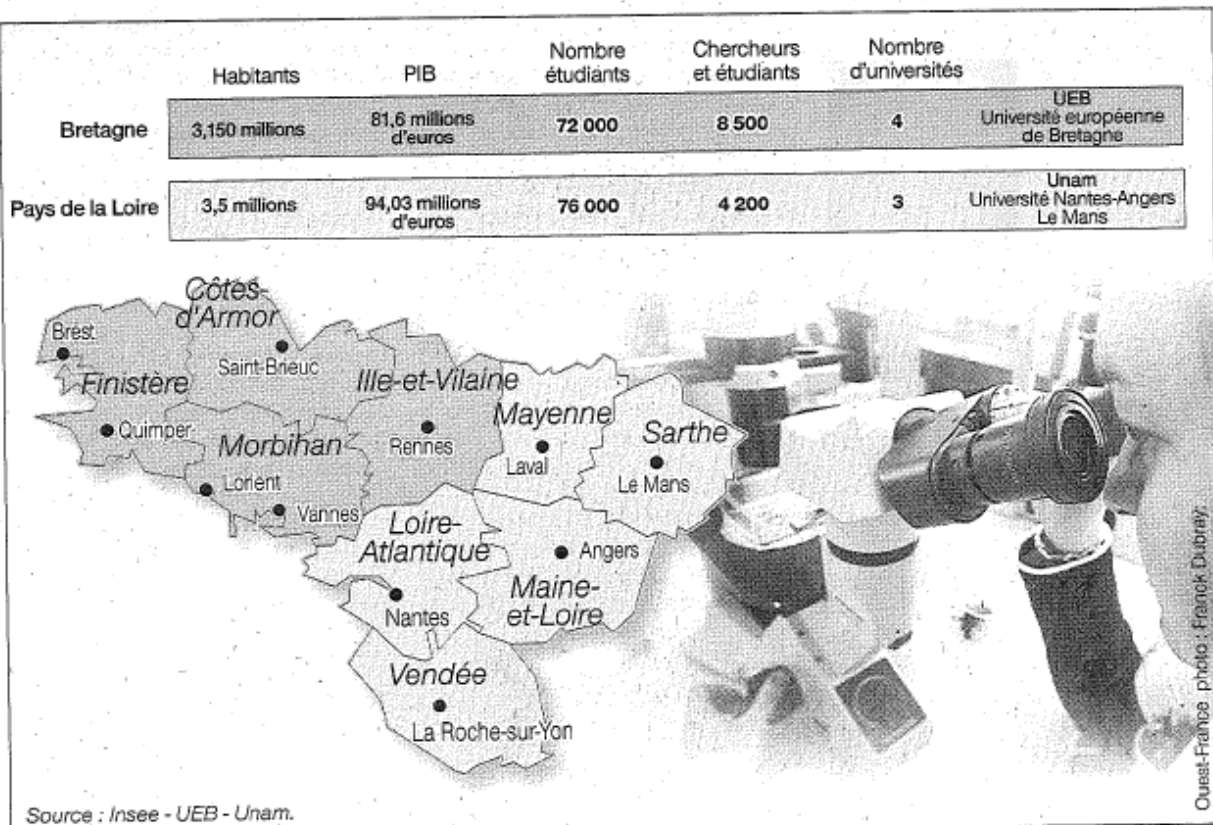 Habitants
PIB
Nombre
étudiants
Chercheurs
et étudiants
Nombre
d'universités
Bretagne
3,150 millions
81,6 millions
d'euros
72 000
8 500
4
UEB
Université européenne
de Bretagne
Pays de la Loire
3,5 millions
94,03 millions
d'euros
76 000
4 200
3
Unam
Université Nantes-Angers
Le Mans
Côtes-
d'Armor
Brest
Saint-Brieuc
Finistère
Ille-et-Vilaine
Mayenne
Sarthe
Quimper
Morbihan
Rennes
Laval
Le Mans
Lorient
Vannes
Loire-
Atlantique
Angers
Maine-
et-Loire
Nantes
Vendée
La Roche-sur-Yon
Ouest-France photo : Franck Dubray.
Source : Insee - UEB - Unam.